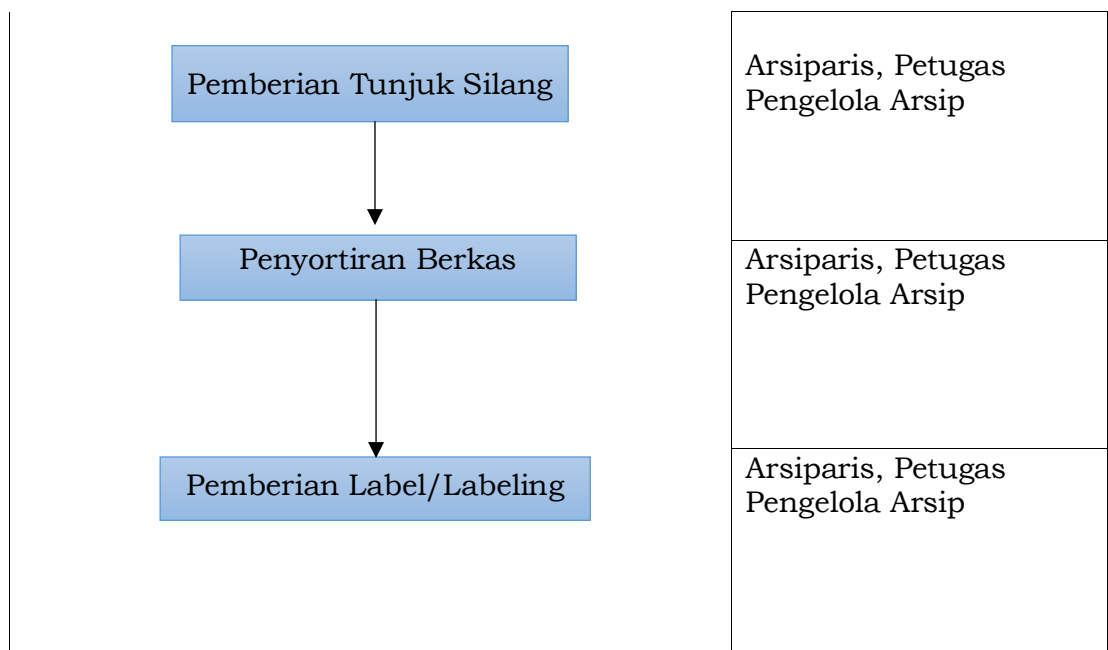 Pemberian Tunjuk Silang
Arsiparis, Petugas
Pengelola Arsip
Penyortiran Berkas
Arsiparis, Petugas
Pengelola Arsip
Pemberian Label/Labeling
Arsiparis, Petugas
Pengelola Arsip